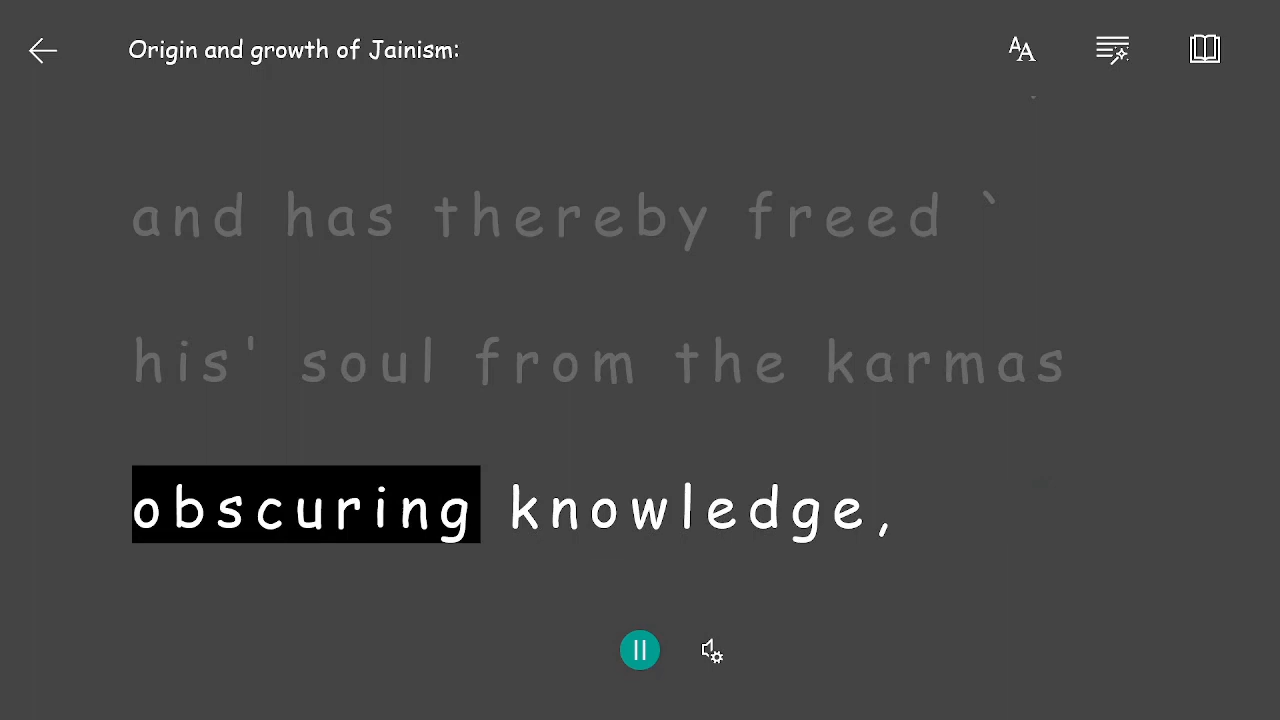 Origin and growth of Jainism:
and has thereby freed `
his' soul from the karmas
obscuring knowledge,